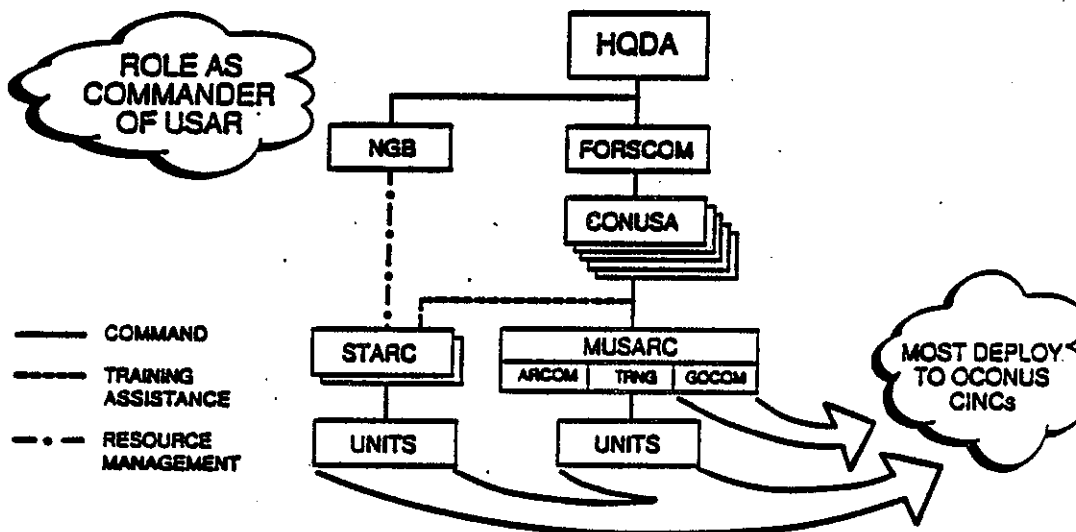 HQDA
ROLE AS
COMMANDER
OF USAR
NGB
FORSCOM
CONUSA
COMMAND
TRAINING
ASSISTANCE
RESOURCE
MANAGEMENT
STARC
MUSARC
ARCOM
TRNG
GOCOM
UNITS
UNITS
MOST DEPLOY
TO OCONUS
CINCs